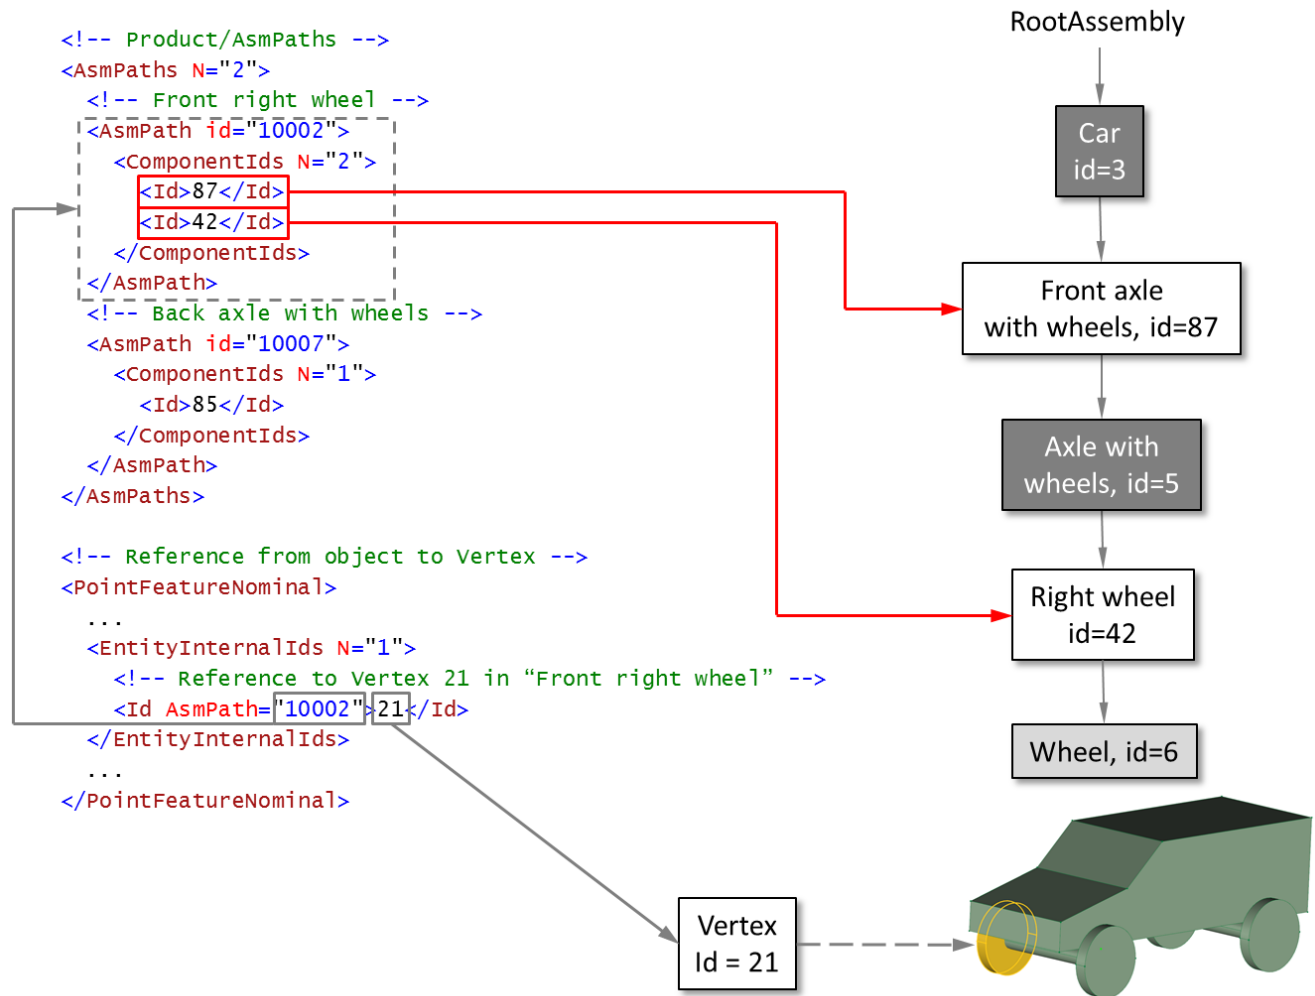 <!-- Product/AsmPaths -->
<AsmPaths N="2">
<!-- Front right wheel -->
<AsmPath id="10002">
<ComponentIds N="2">
<Id>87</Id>
<Id>42</Id>
</ComponentIds>
</AsmPath>
<!-- Back axle with wheels -->
<AsmPath id="10007">
<ComponentIds N="1">
<Id>85</Id>
</ComponentIds>
</AsmPath>
</AsmPaths>
<!-- Reference from object to Vertex -->
<PointFeatureNominal>
...
<EntityInternalIds N="1">
<!-- Reference to Vertex 21 in “Front right wheel” -->
<Id AsmPath="10002">21</Id>
</EntityInternalIds>
...
</PointFeatureNominal>
RootAssembly
Car
id=3
Front axle
with wheels, id=87
Axle with
wheels, id=5
Right wheel
id=42
Wheel, id=6
Vertex
Id = 21